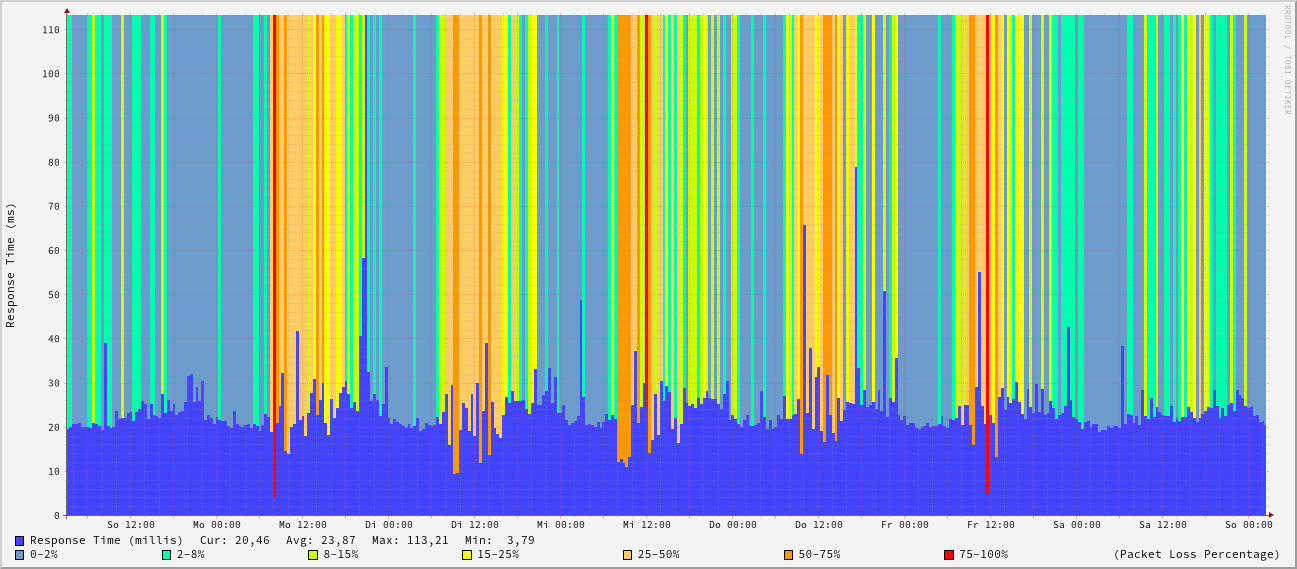 RRDTOOL / TOBI OETIKER
Response Time (ms)
110
100
90
80
70
60
50
40
30
20
10
0
So 12:00 Mo 00:00 Mo 12:00 Di 00:00 Di 12:00 Mi 00:00 Mi 12:00 Do 00:00 Do 12:00 Fr 00:00 Fr 12:00 Sa 00:00 Sa 12:00 So 00:00
Response Time (millis) Cur: 20,46 Avg: 23,87 Max: 113,21 Min: 3,79
0-2% 2-8% 8-15% 15-25% 25-50% 50-75% 75-100% (Packet Loss Percentage)